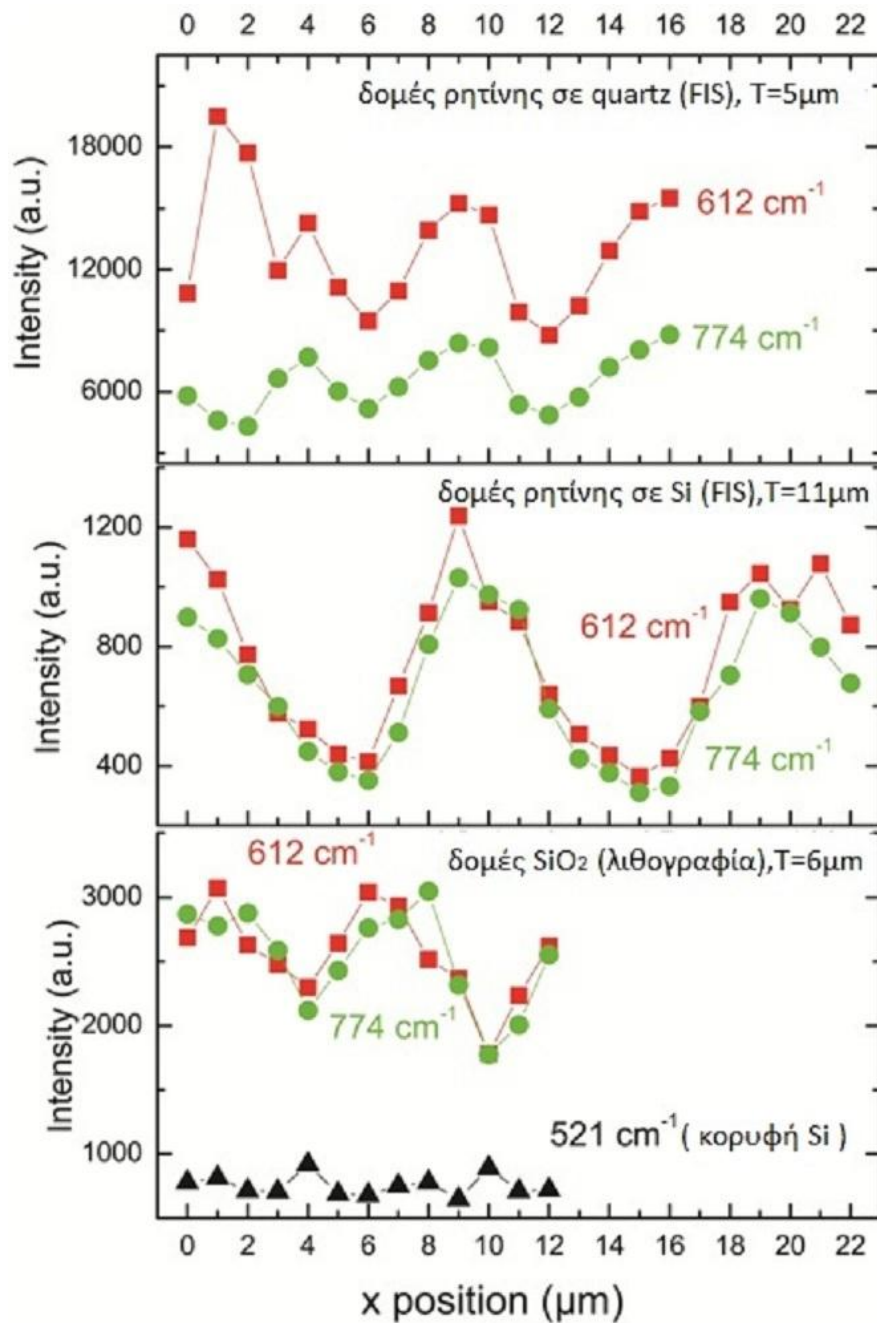 0 2 4 6 8 10 12 14 16 18 20 22
δομές ρητίνης σε quartz (FIS), T=5μm
18000
612 cm⁻¹
12000
774 cm⁻¹
6000
Intensity (a.u.)
δομές ρητίνης σε Si (FIS),T=11μm
1200
800
612 cm⁻¹
400
774 cm⁻¹
Intensity (a.u.)
612 cm⁻¹
δομές SiO₂ (λιθογραφία),T=6μm
3000
2000
774 cm⁻¹
521 cm⁻¹ ( κορυφή Si )
1000
Intensity (a.u.)
0 2 4 6 8 10 12 14 16 18 20 22
x position (μm)